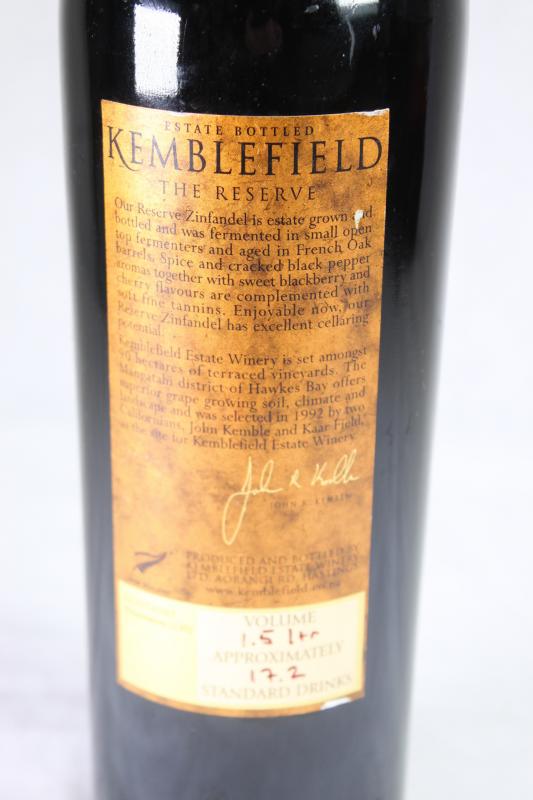 ESTATE BOTTLED
KEMBLEFIELD
THE RESERVE
Our Reserve Zinfandel is estate grown and
bottled and was fermented in small open
top fermenters and aged in French Oak
barrels. Spice and cracked black pepper
aromas together with sweet blackberry and
cherry flavours are complemented with
soft fine tannins. Enjoyable now, our
Reserve Zinfandel has excellent cellaring
potential.
Kemblefield Estate Winery is set amongst
90 hectares of terraced vineyards. The
Mangatahi district of Hawkes Bay offers
superior grape growing soil, climate and
landscape and was selected in 1992 by two
Californians, John Kemble and Kaar Field,
as the site for Kemblefield Estate Winery
John R Kemble
JOHN R. KEMBLE
PRODUCED AND BOTTLED BY
KEMBLEFIELD ESTATE WINERY
LTD, AORANGI RD, HASTINGS
www.kemblefield.co.nz
VOLUME
1.5 ltr
APPROXIMATELY
17.2
STANDARD DRINKS